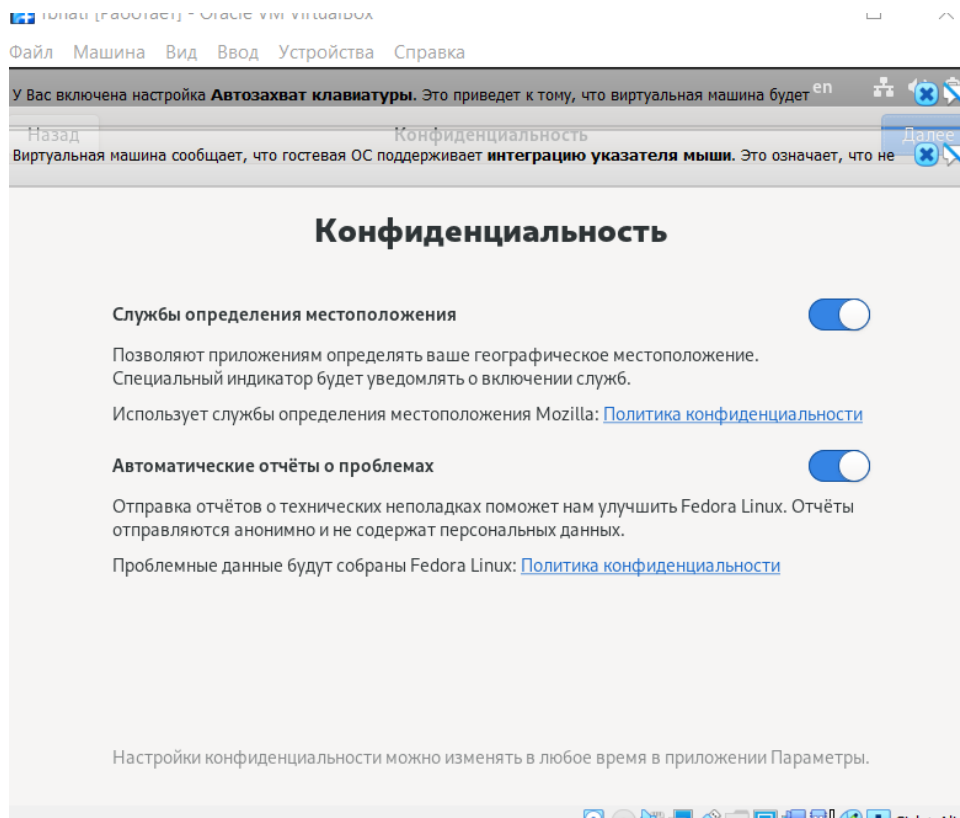 [Работает] - Oracle VM VirtualBox
Файл Машина Вид Ввод Устройства Справка
У Вас включена настройка Автозахват клавиатуры. Это приведет к тому, что виртуальная машина будет en
Назад Конфиденциальность Далее
Виртуальная машина сообщает, что гостевая ОС поддерживает интеграцию указателя мыши. Это означает, что не
Конфиденциальность
Службы определения местоположения
Позволяют приложениям определять ваше географическое местоположение.
Специальный индикатор будет уведомлять о включении служб.
Использует службы определения местоположения Mozilla: Политика конфиденциальности
Автоматические отчёты о проблемах
Отправка отчётов о технических неполадках поможет нам улучшить Fedora Linux. Отчёты
отправляются анонимно и не содержат персональных данных.
Проблемные данные будут собраны Fedora Linux: Политика конфиденциальности
Настройки конфиденциальности можно изменять в любое время в приложении Параметры.